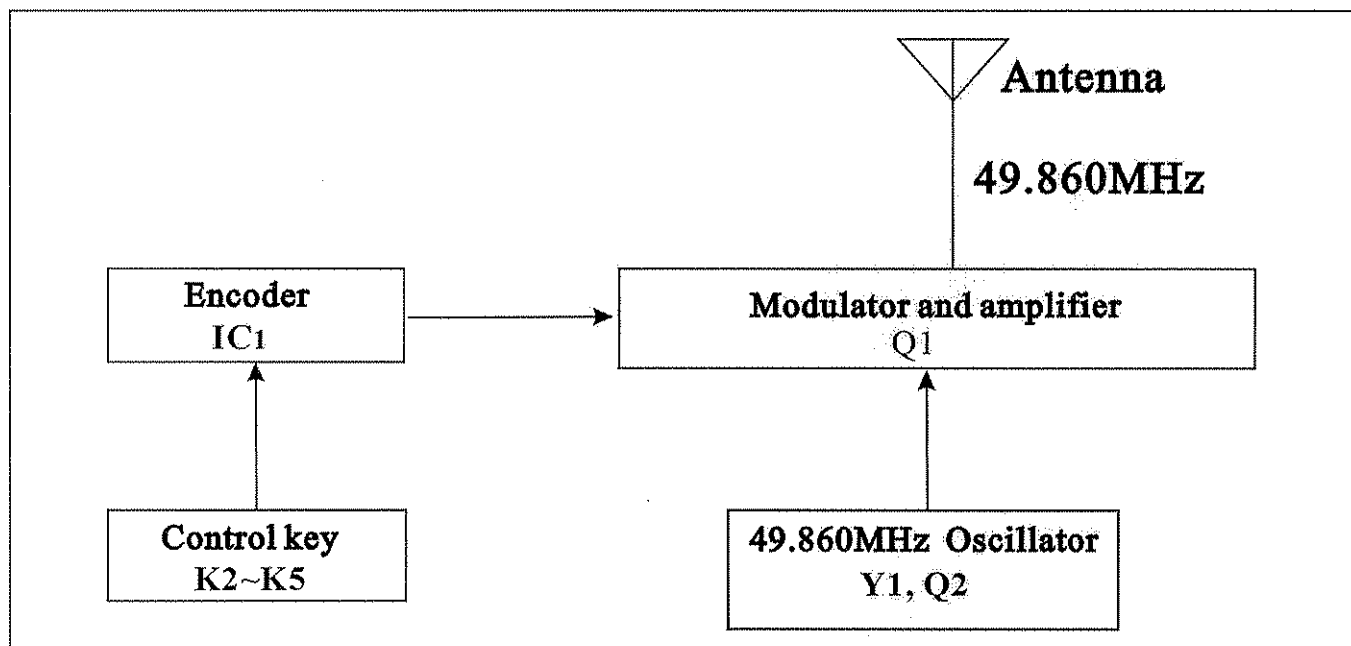 Antenna
49.860MHz
Encoder
IC1
Modulator and amplifier
Q1
Control key
K2~K5
49.860MHz Oscillator
Y1, Q2